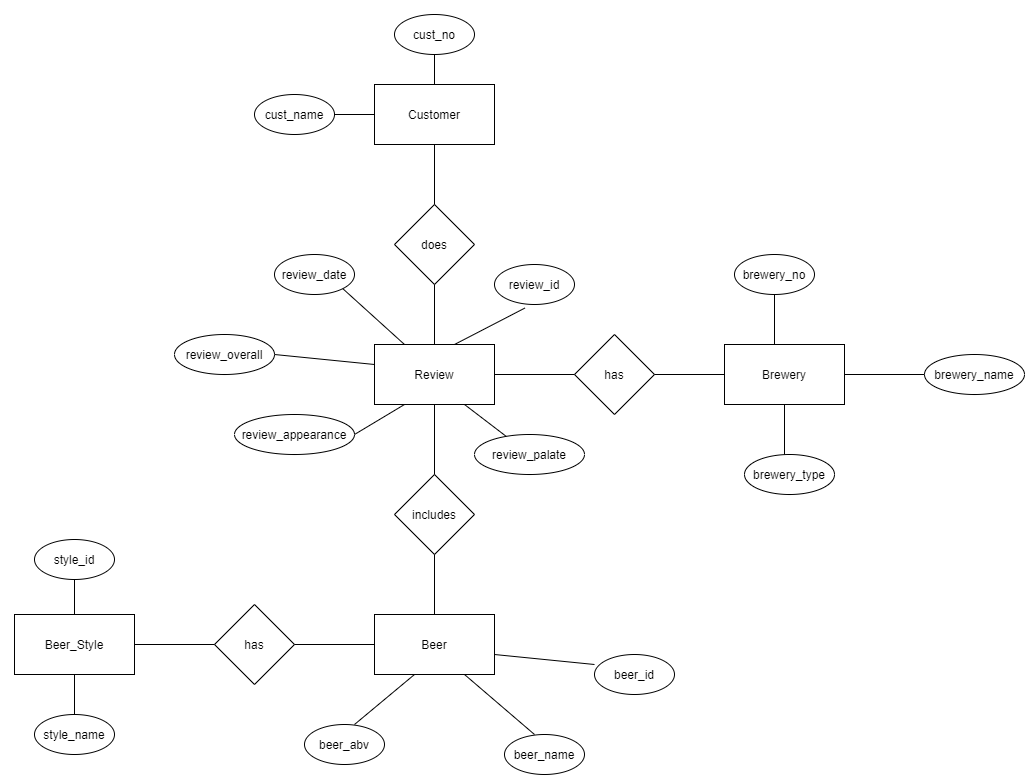 cust_no
cust_name
Customer
does
review_date
review_id
brewery_no
review_overall
Review
has
Brewery
brewery_name
review_appearance
review_palate
brewery_type
includes
style_id
Beer_Style
has
Beer
beer_id
style_name
beer_abv
beer_name